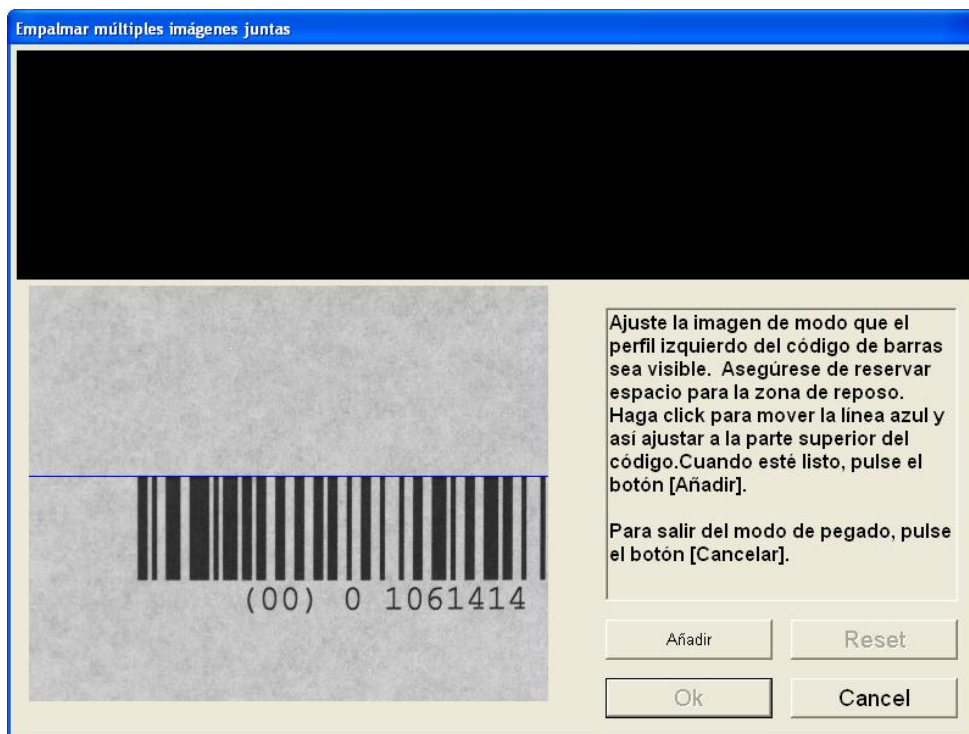 Empalmar múltiples imágenes juntas
Ajuste la imagen de modo que el
perfil izquierdo del código de barras
sea visible.  Asegúrese de reservar
espacio para la zona de reposo.
Haga click para mover la línea azul y
así ajustar a la parte superior del
código.Cuando esté listo, pulse el
botón [Añadir].
Para salir del modo de pegado, pulse
el botón [Cancelar].
(00) 0 1061414
Añadir
Reset
Ok
Cancel